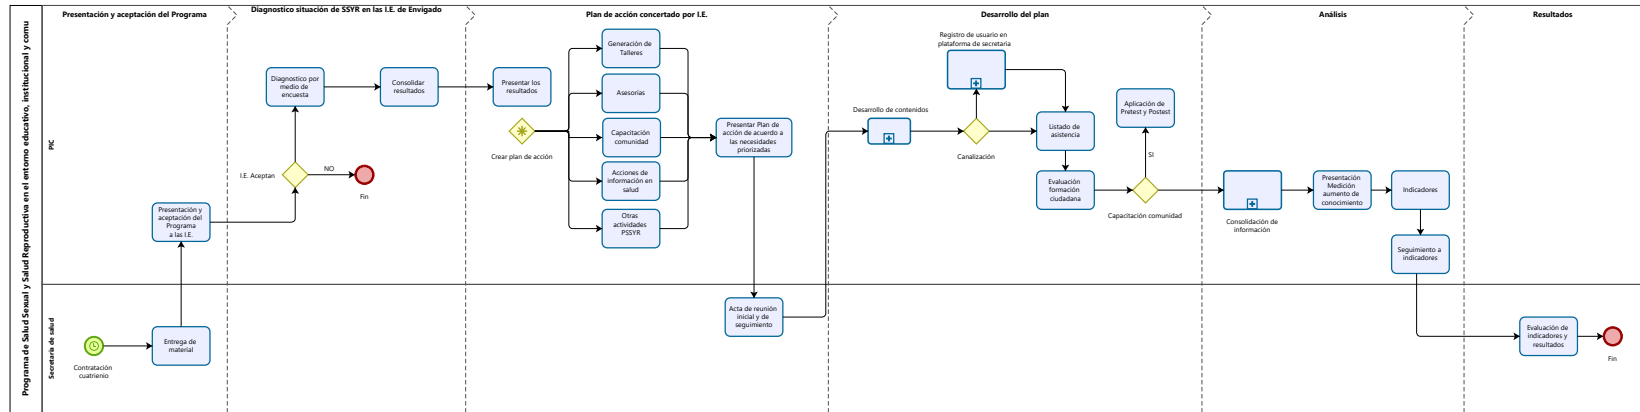 Programa de Salud Sexual y Salud Reproductiva en el entorno educativo, institucional y comu
Presentación y aceptación del Programa
Diagnostico situación de SSYR en las I.E. de Envigado
Plan de acción concertado por I.E.
Desarrollo del plan
Análisis
Resultados
PIC
Secretaria de salud
Contratación
cuatrienio
Entrega de
material
Presentación y
aceptación del
Programa
a las I.E.
I.E. Aceptan
NO
Fin
Diagnostico por
medio de
encuesta
Consolidar
resultados
Presentar los
resultados
Crear plan de acción
Generación de
Talleres
Asesorías
Capacitación
comunidad
Acciones de
información en
salud
Otras
actividades
PSSYR
Presentar Plan de
acción de acuerdo a
las necesidades
priorizadas
Acta de reunión
inicial y de
seguimiento
Desarrollo de contenidos
Registro de usuario en
plataforma de secretaria
Canalización
Listado de
asistencia
Evaluación
formación
ciudadana
Aplicación de
Pretest y Postest
SI
Capacitación comunidad
Consolidación de
información
Presentación
Medición
aumento de
conocimiento
Indicadores
Seguimiento a
indicadores
Evaluación de
indicadores y
resultados
Fin